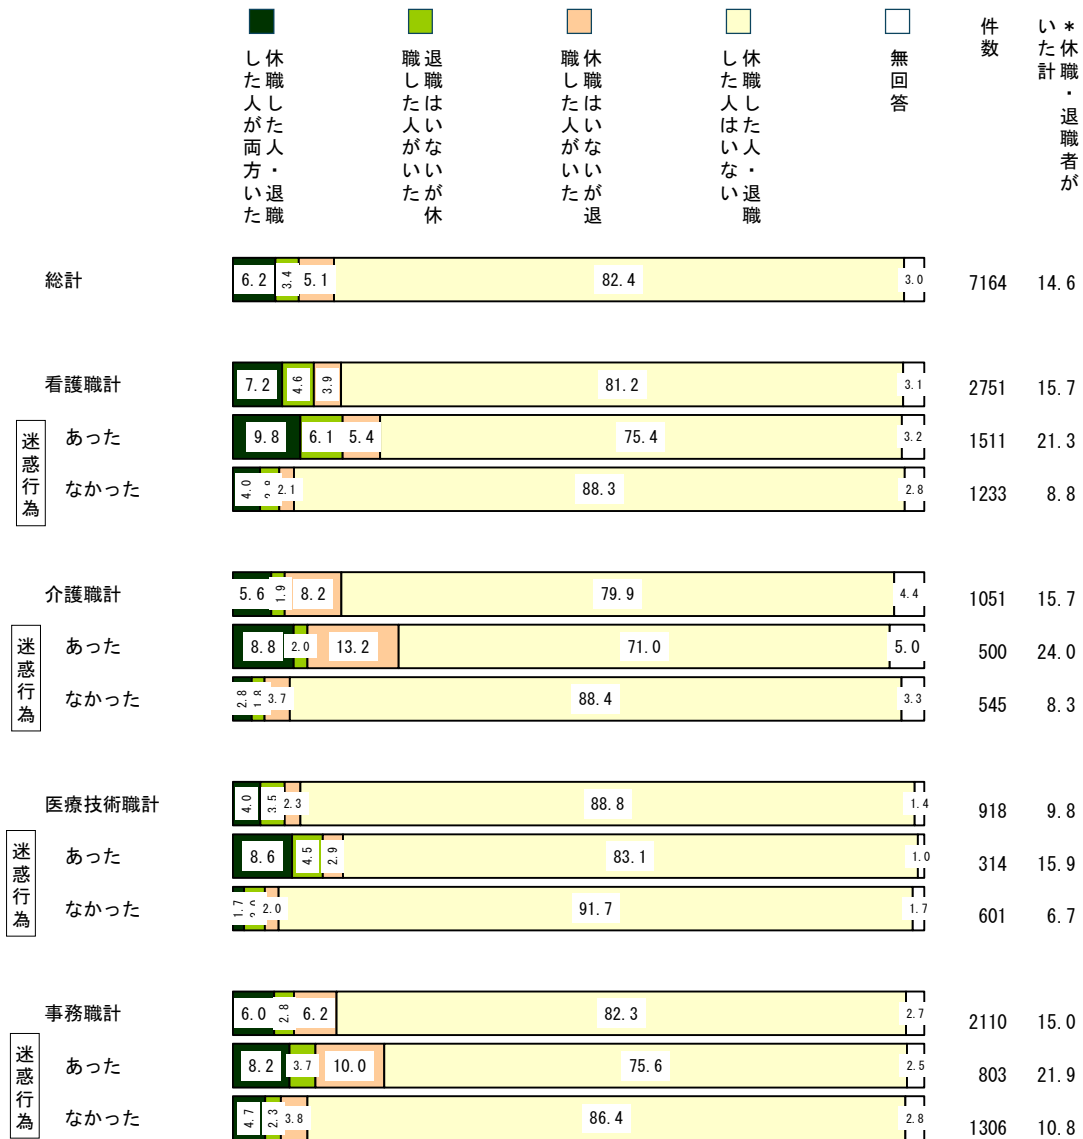 休職した人・退職
した人が両方いた
退職はいないが休
職した人がいた
休職はいないが退
職した人がいた
休職した人・退職
した人はいない
無回答
件数
*休職・退職者が
いた計
総計 6.2 3.4 5.1 82.4 3.0 7164 14.6
看護職計 7.2 4.6 3.9 81.2 3.1 2751 15.7
迷惑行為
あった 9.8 6.1 5.4 75.4 3.2 1511 21.3
なかった 4.0 2.1 88.3 2.8 1233 8.8
介護職計 5.6 1.9 8.2 79.9 4.4 1051 15.7
迷惑行為
あった 8.8 2.0 13.2 71.0 5.0 500 24.0
なかった 2.8 1.8 3.7 88.4 3.3 545 8.3
医療技術職計 4.0 3.5 2.3 88.8 1.4 918 9.8
迷惑行為
あった 8.6 4.5 2.9 83.1 1.0 314 15.9
なかった 1.7 2.0 91.7 1.7 601 6.7
事務職計 6.0 2.8 6.2 82.3 2.7 2110 15.0
迷惑行為
あった 8.2 3.7 10.0 75.6 2.5 803 21.9
なかった 4.7 2.3 3.8 86.4 2.8 1306 10.8